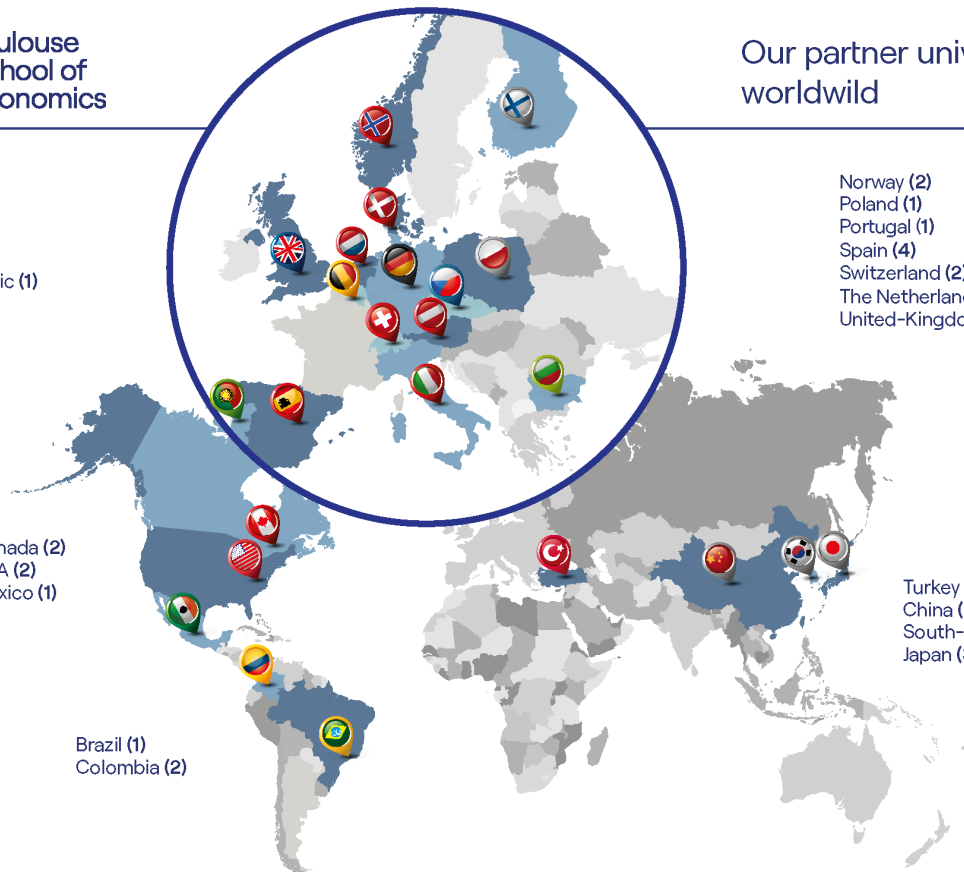 ulouse
hool of
onomics
Our partner univ
worldwild
ic (1)
Norway (2)
Poland (1)
Portugal (1)
Spain (4)
Switzerland (2)
The Netherlan
United-Kingdo
nada (2)
A (2)
xico (1)
Turkey
China (
South-
Japan (
Brazil (1)
Colombia (2)